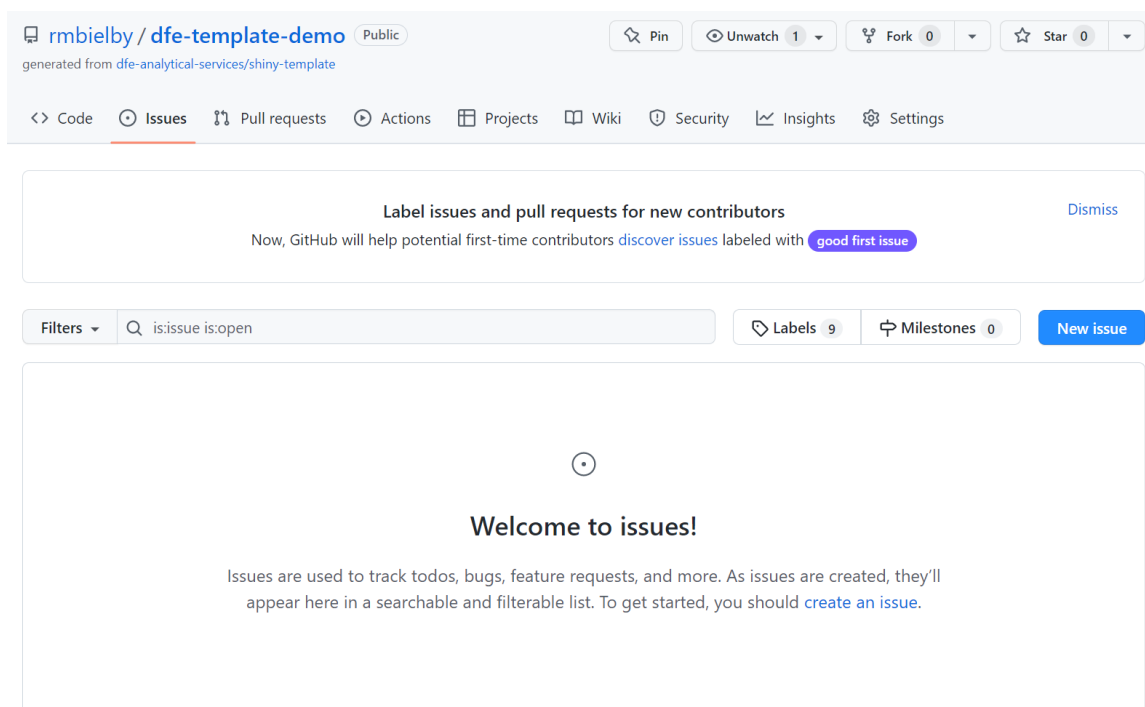 rmbielby / dfe-template-demo Public
Pin
Unwatch 1
Fork 0
Star 0
generated from dfe-analytical-services/shiny-template
Code
Issues
Pull requests
Actions
Projects
Wiki
Security
Insights
Settings
Label issues and pull requests for new contributors
Dismiss
Now, GitHub will help potential first-time contributors discover issues labeled with good first issue
Filters
is:issue is:open
Labels 9
Milestones 0
New issue
Welcome to issues!
Issues are used to track todos, bugs, feature requests, and more. As issues are created, they’ll
appear here in a searchable and filterable list. To get started, you should create an issue.